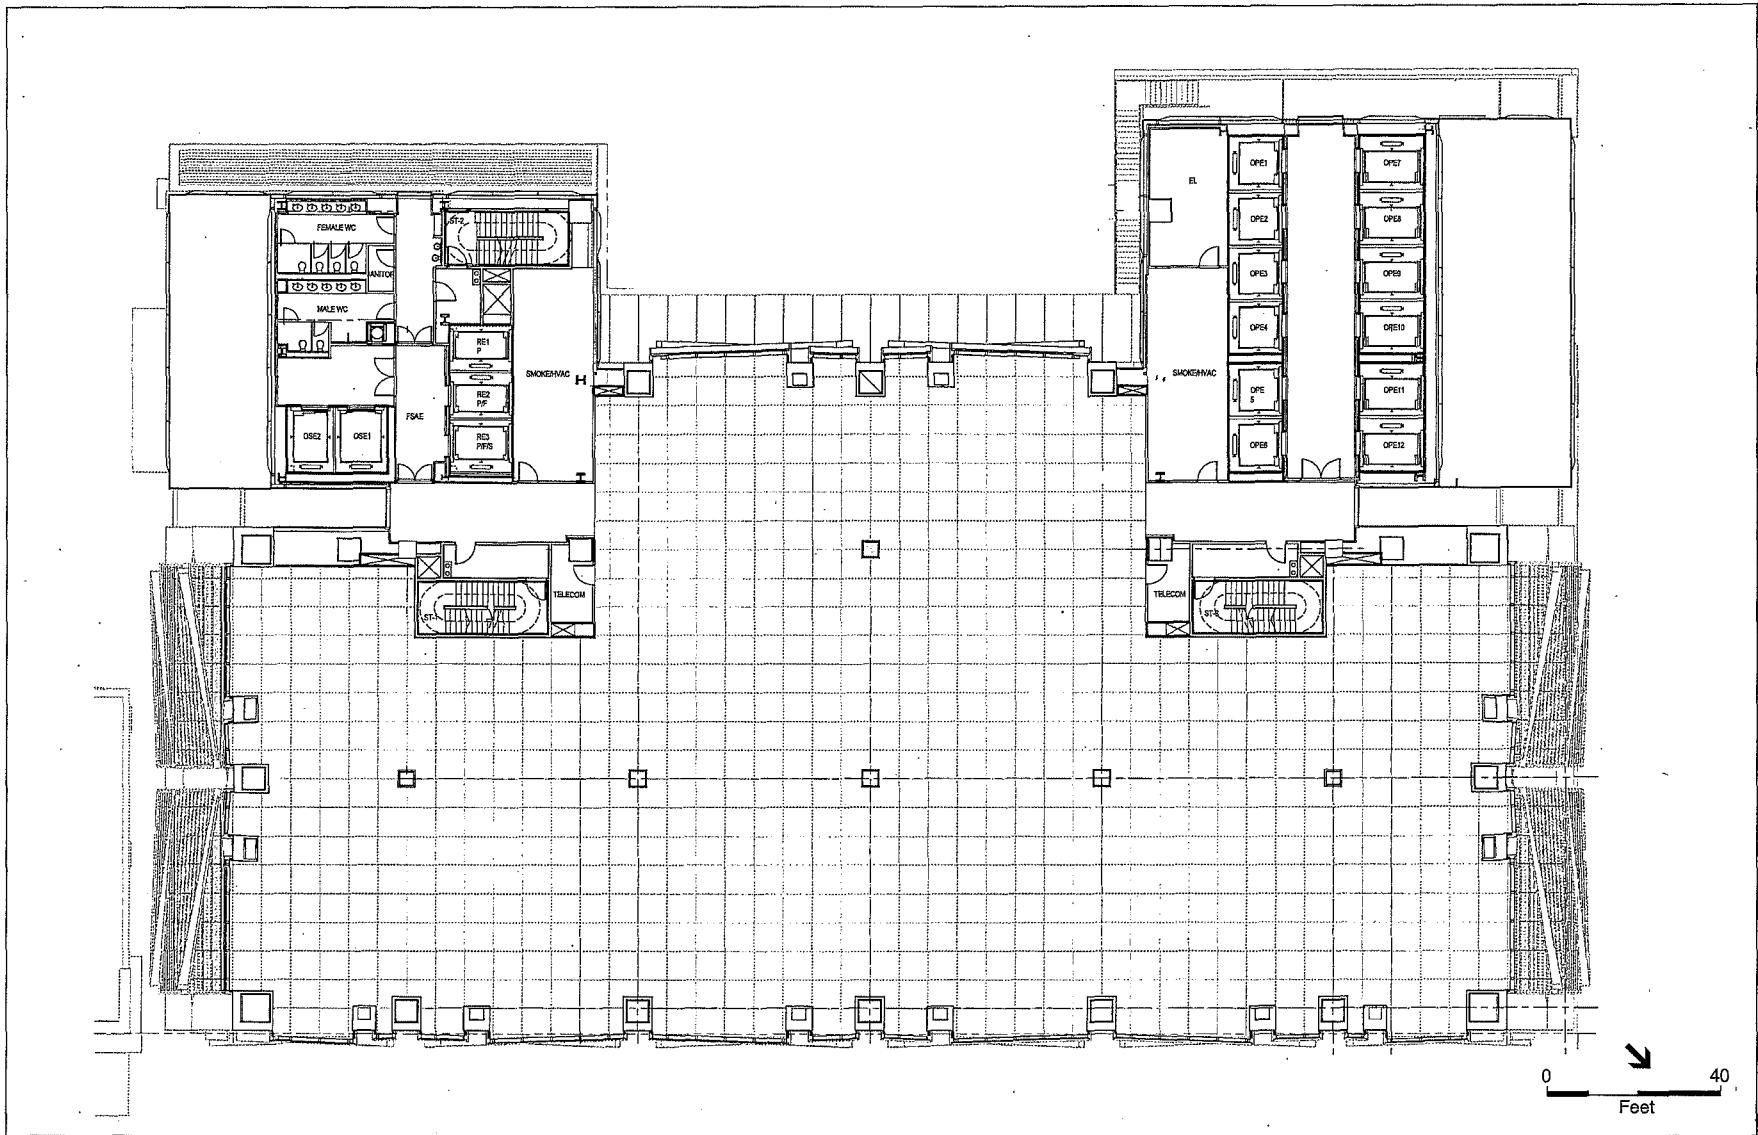 OPE1
OPE7
EL
OPE2
OPE8
ST-2
FEMALE WC
JANITOR
OPE3
OPE9
MALE WC
OPE4
OPE10
RE1
P
SMOKE/HVAC
SMOKE/HVAC
RE2
P/F
OPE
5
OPE11
FSAE
OSE2
OSE1
RE3
P/F/S
OPE6
OPE12
TELECOM
TELECOM
ST-1
0
40
Feet